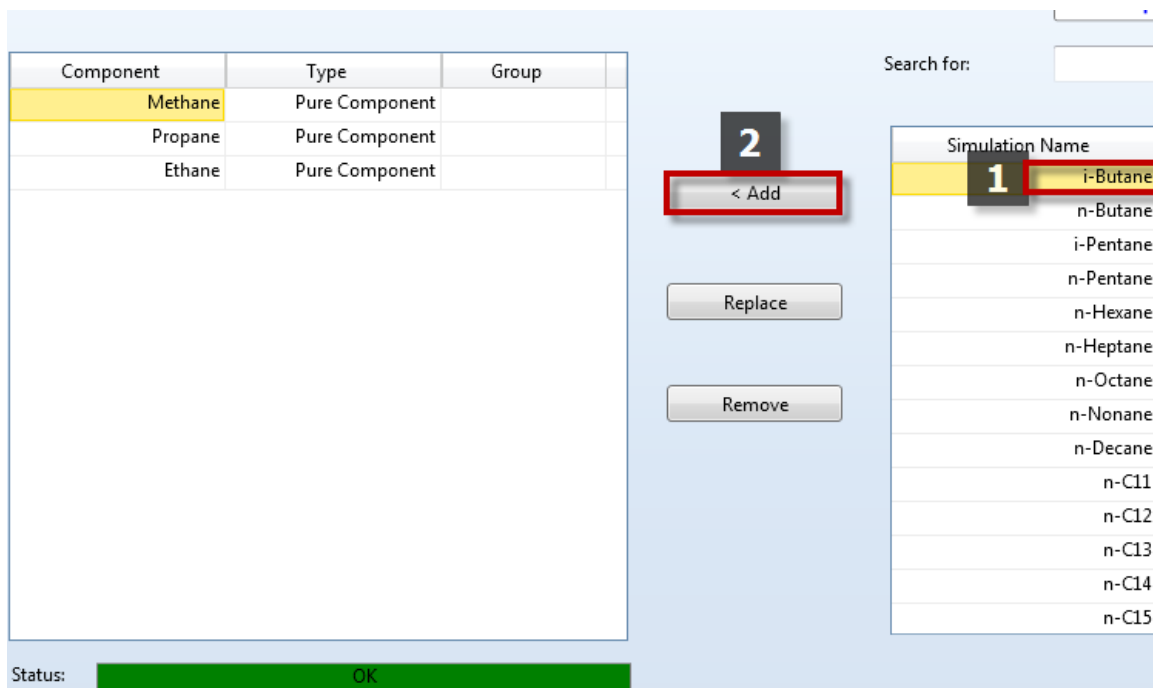 Component Type Group
Methane Pure Component
Propane Pure Component
Ethane Pure Component
2
< Add
Replace
Remove
Search for:
Simulation Name
1
i-Butane
n-Butane
i-Pentane
n-Pentane
n-Hexane
n-Heptane
n-Octane
n-Nonane
n-Decane
n-C11
n-C12
n-C13
n-C14
n-C15
Status: OK